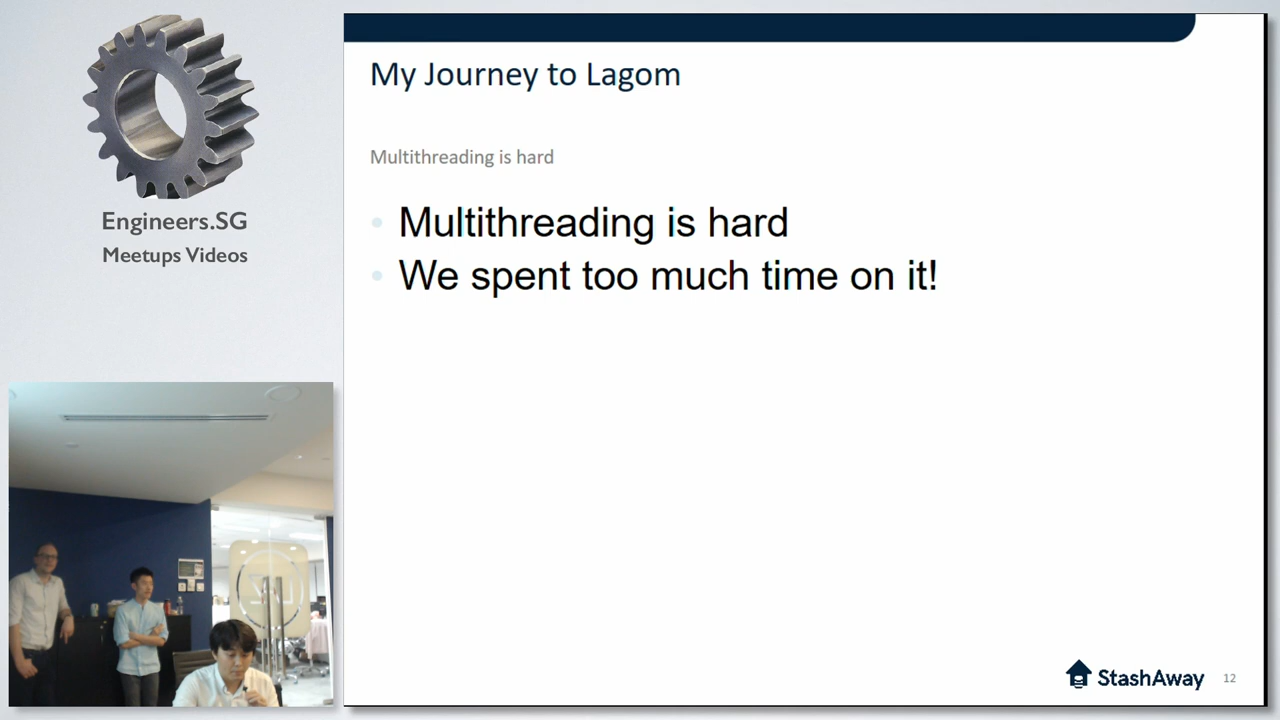 Engineers.SG
Meetups Videos
My Journey to Lagom
Multithreading is hard
Multithreading is hard
We spent too much time on it!
StashAway
12